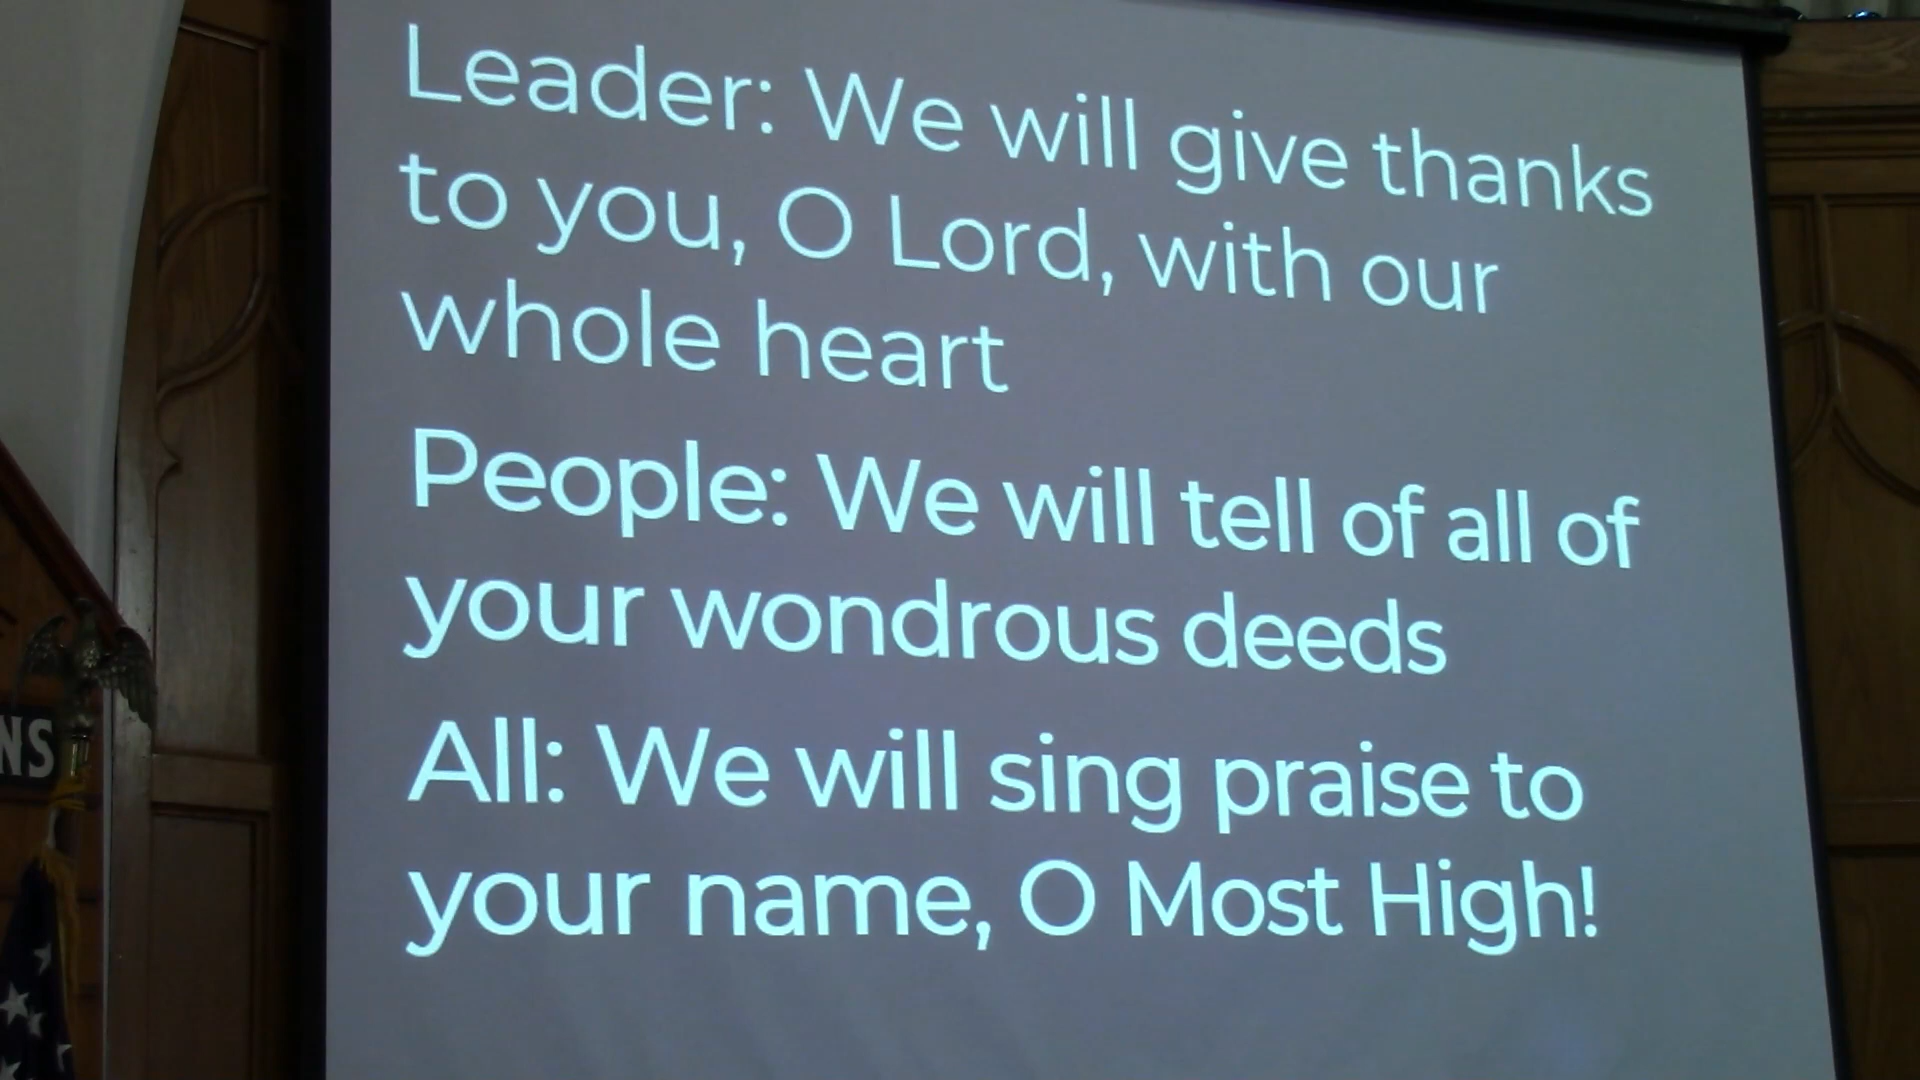 Leader: We will give thanks
to you, O Lord, with our
whole heart
People: We will tell of all of
your wondrous deeds
All: We will sing praise to
your name, O Most High!
NS